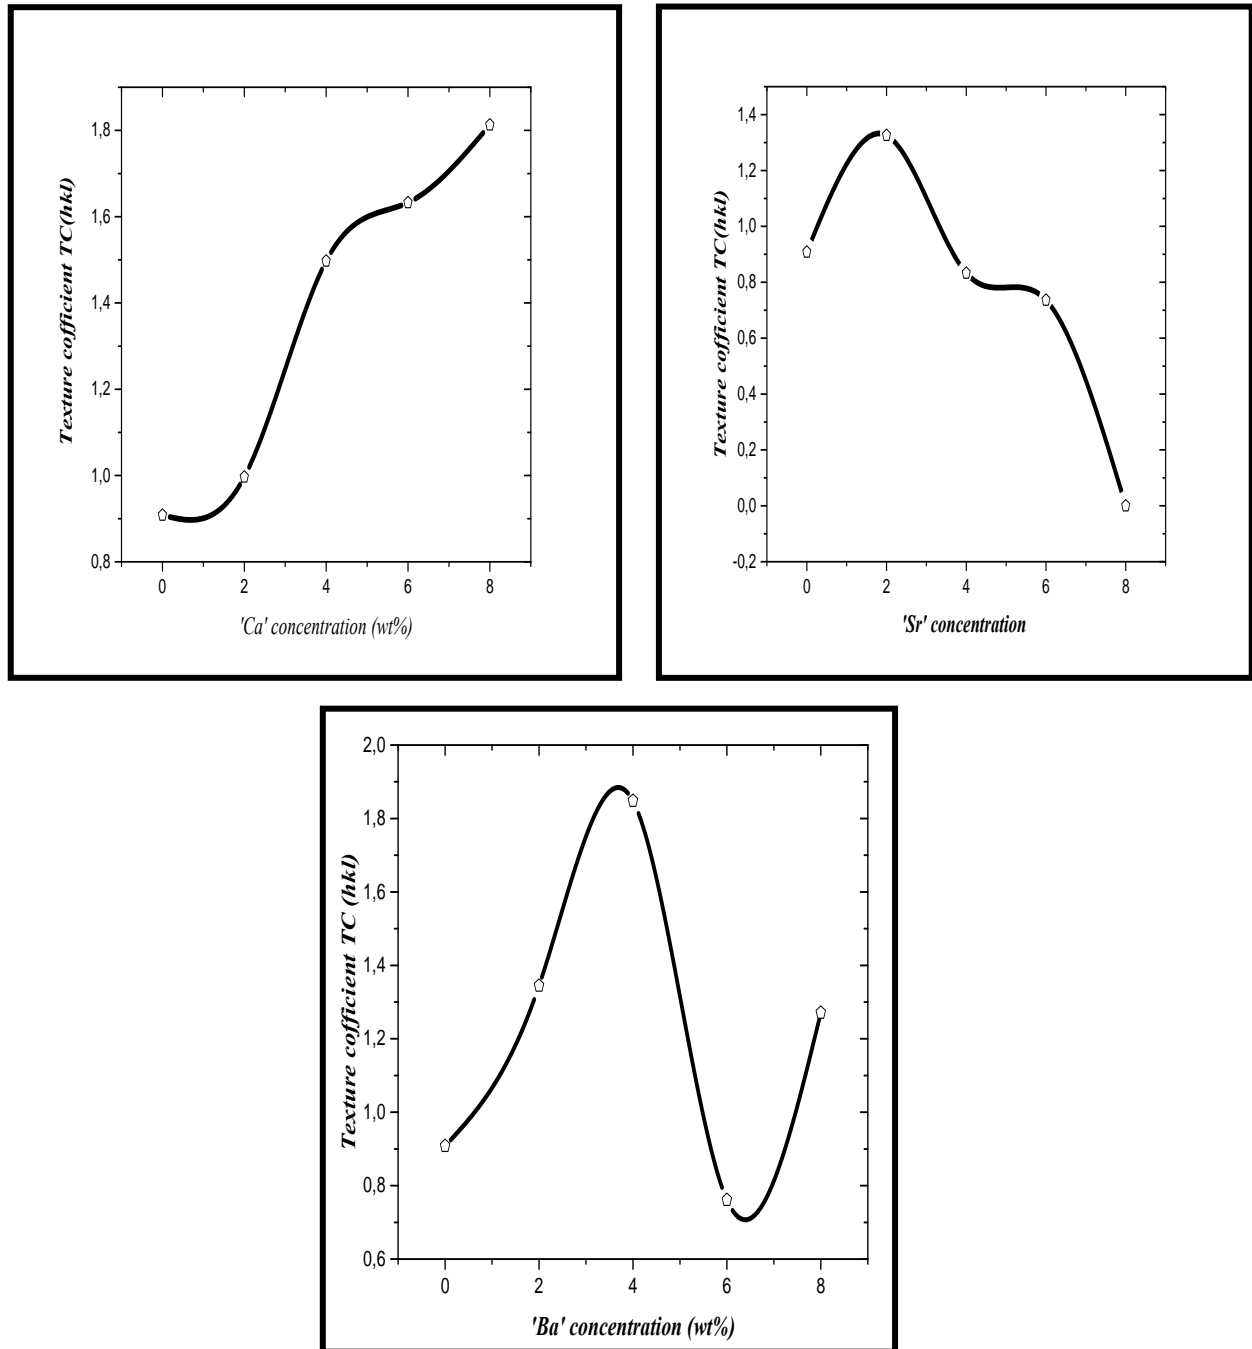 Texture cofficient TC(hkl)
1,8
1,6
1,4
1,2
1,0
0,8
0 2 4 6 8
'Ca' concentration (wt%)
Texture cofficient TC(hkl)
1,4
1,2
1,0
0,8
0,6
0,4
0,2
0,0
-0,2
0 2 4 6 8
'Sr' concentration
Texture cofficient TC (hkl)
2,0
1,8
1,6
1,4
1,2
1,0
0,8
0,6
0 2 4 6 8
'Ba' concentration (wt%)